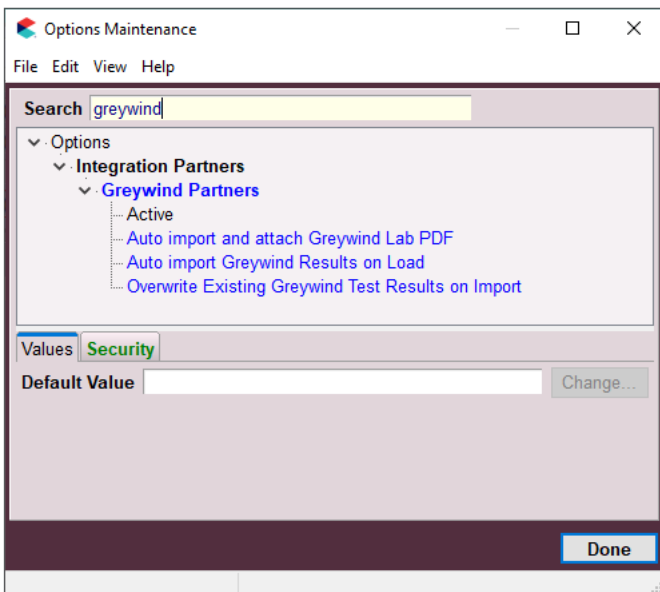 Options Maintenance
File Edit View Help
Search greywind
Options
Integration Partners
Greywind Partners
Active
Auto import and attach Greywind Lab PDF
Auto import Greywind Results on Load
Overwrite Existing Greywind Test Results on Import
Values Security
Default Value Change...
Done